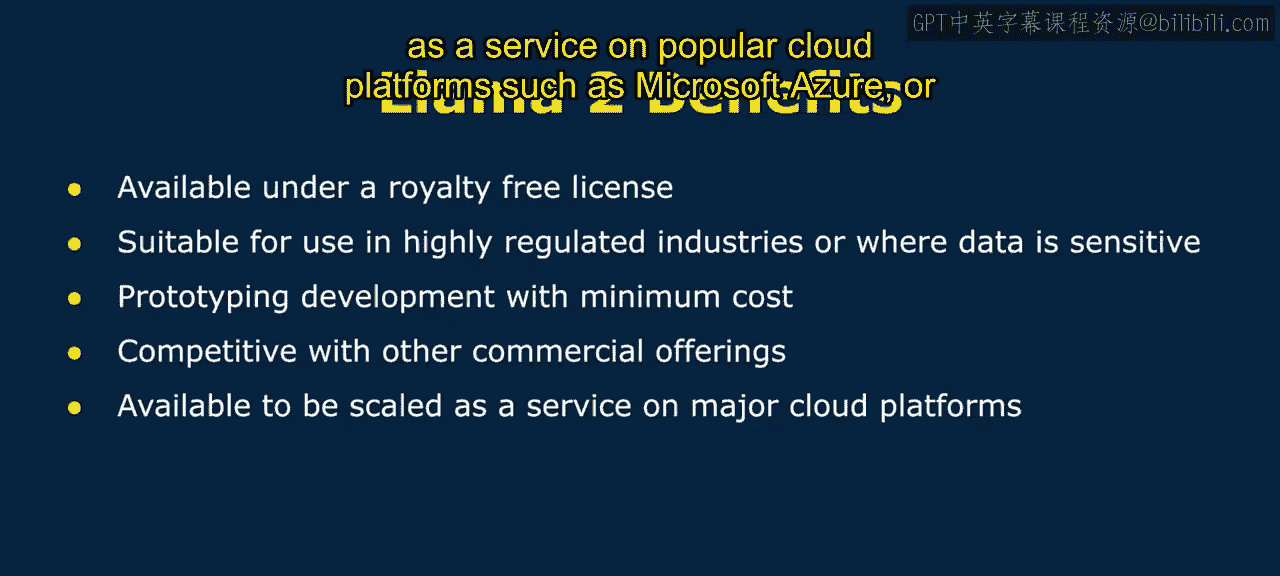 GPT中英字幕课程资源@bilibili.com
as a service on popular cloud
platforms such as Microsoft Azure, or
Llama 2 Benefits
Available under a royalty free license
Suitable for use in highly regulated industries or where data is sensitive
Prototyping development with minimum cost
Competitive with other commercial offerings
Available to be scaled as a service on major cloud platforms